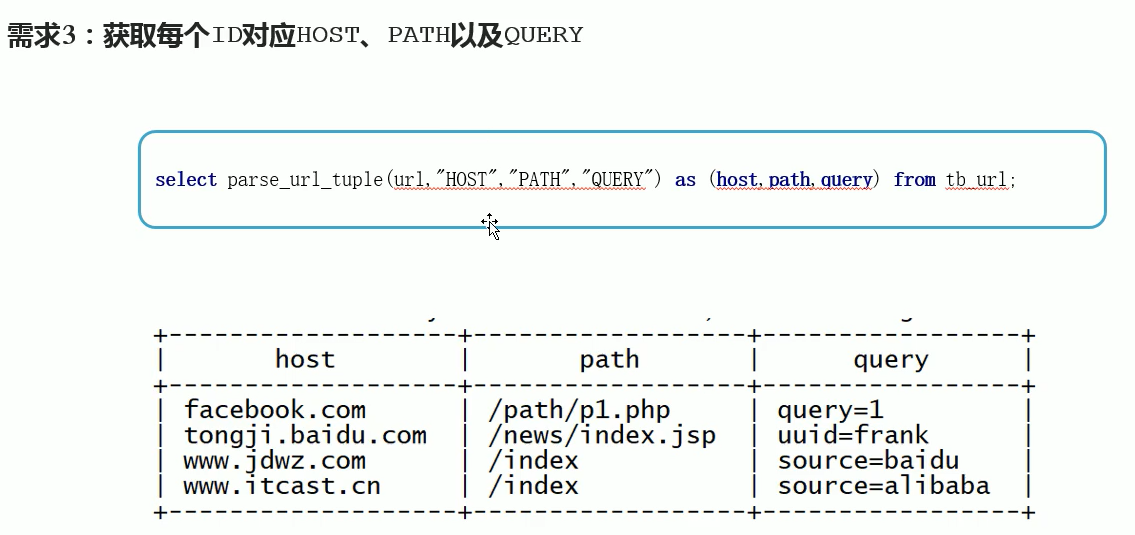 需求3：获取每个ID对应HOST、PATH以及QUERY
select parse_url_tuple(url,"HOST","PATH","QUERY") as (host,path,query) from tb_url;
+--------------------+-------------------+------------------+
| host | path | query |
+--------------------+-------------------+------------------+
| facebook.com | /path/p1.php | query=1 |
| tongji.baidu.com | /news/index.jsp | uuid=frank |
| www.jdwz.com | /index | source=baidu |
| www.itcast.cn | /index | source=alibaba |
+--------------------+-------------------+------------------+